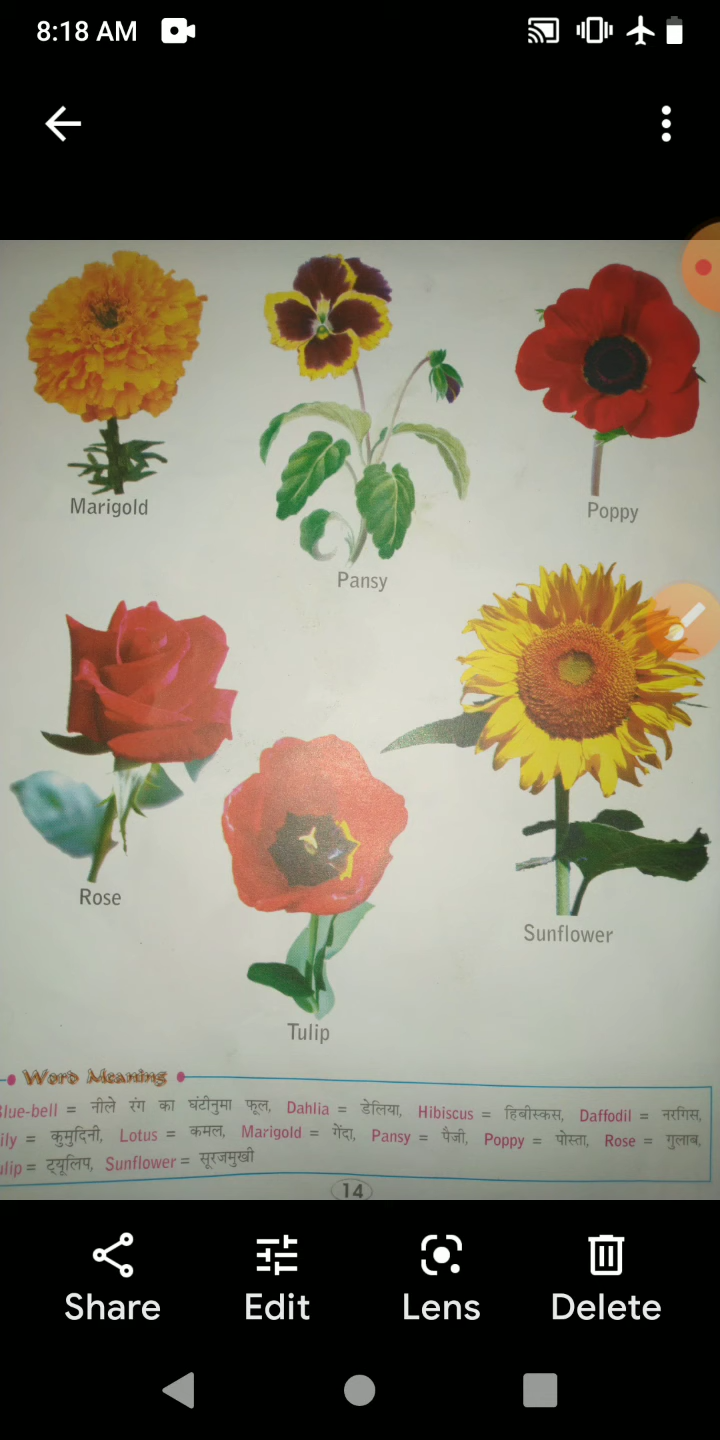 8:18 AM
Marigold
Poppy
Pansy
Rose
Sunflower
Tulip
Word Meaning
Blue-bell = नीले रंग का घंटीनुमा फूल, Dahlia = डेलिया, Hibiscus = हिबीस्कस, Daffodil = नरगिस,
ily = कुमुदिनी, Lotus = कमल, Marigold = गेंदा, Pansy = पैजी, Poppy = पोस्ता, Rose = गुलाब,
ulip = ट्यूलिप, Sunflower = सूरजमुखी
14
Share Edit Lens Delete